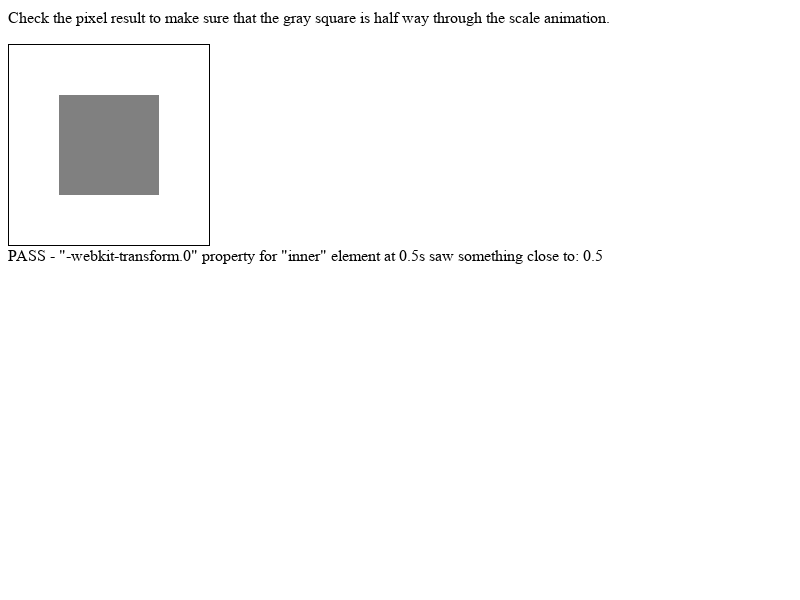 Check the pixel result to make sure that the gray square is half way through the scale animation.
PASS - "-webkit-transform.0" property for "inner" element at 0.5s saw something close to: 0.5